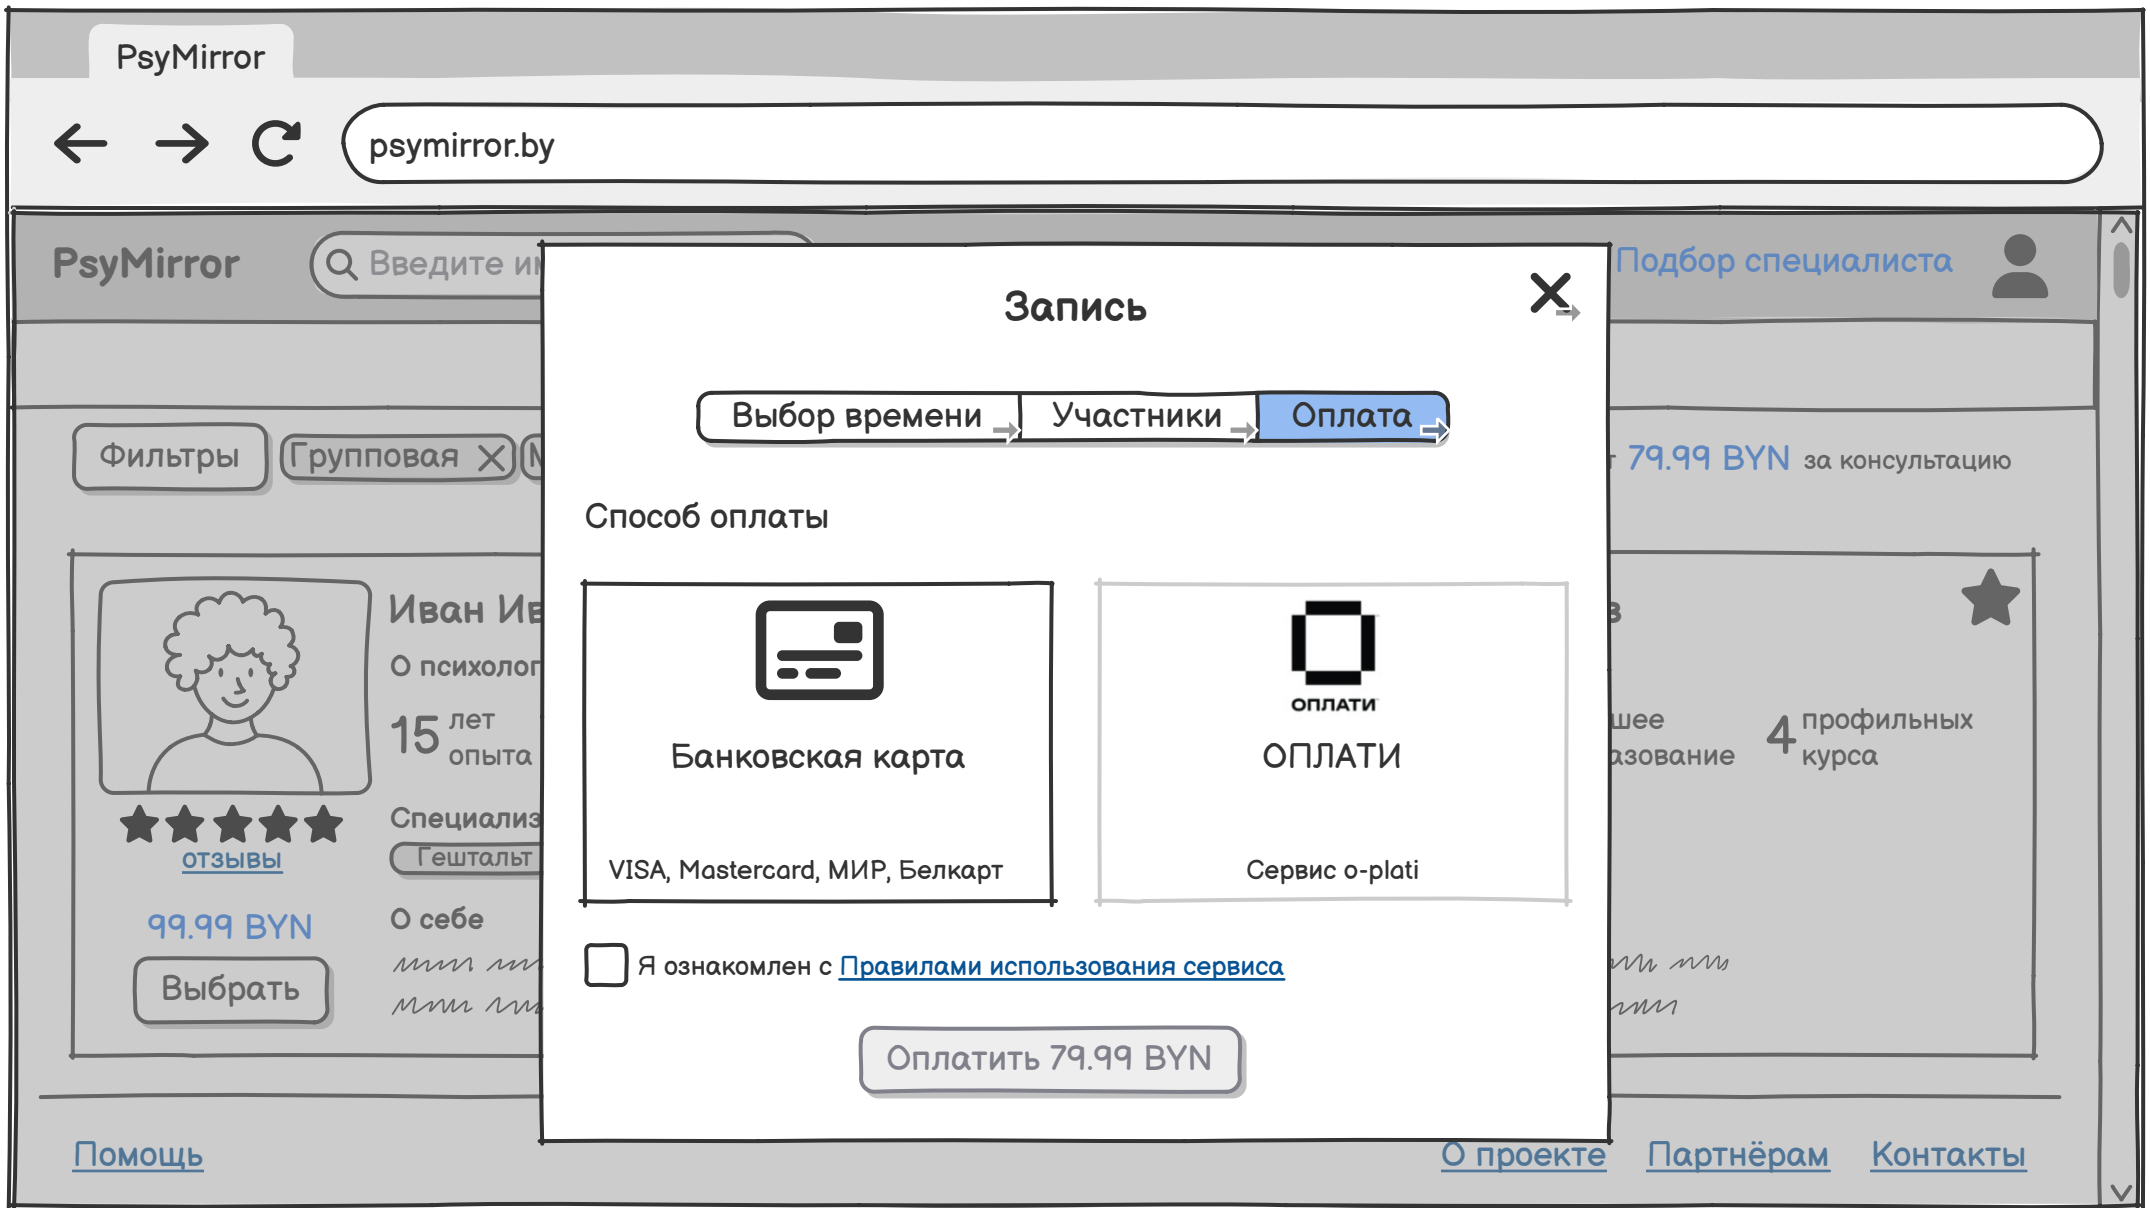 PsyMirror
psymirror.by
PsyMirror
Введите
Подбор специалиста
Запись
Выбор времени
Участники
Оплата
Фильтры
Групповая
79.99 BYN за консультацию
Способ оплаты
Иван
О
15 лет опыта
отзывы
99.99 BYN
Выбрать
Гештальт
О себе
Банковская карта
VISA, Mastercard, МИР, Белкарт
ОПЛАТИ
ОПЛАТИ
Сервис o-plati
4 профильных курса
Я ознакомлен с Правилами использования сервиса
Оплатить 79.99 BYN
Помощь
О проекте
Партнёрам
Контакты